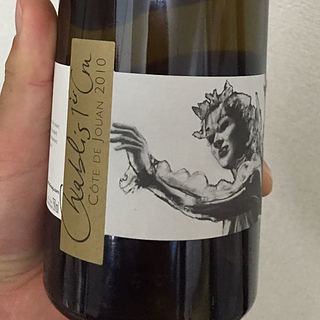 Chablis 1er Cru
CÔTE DE JOUAN 2010